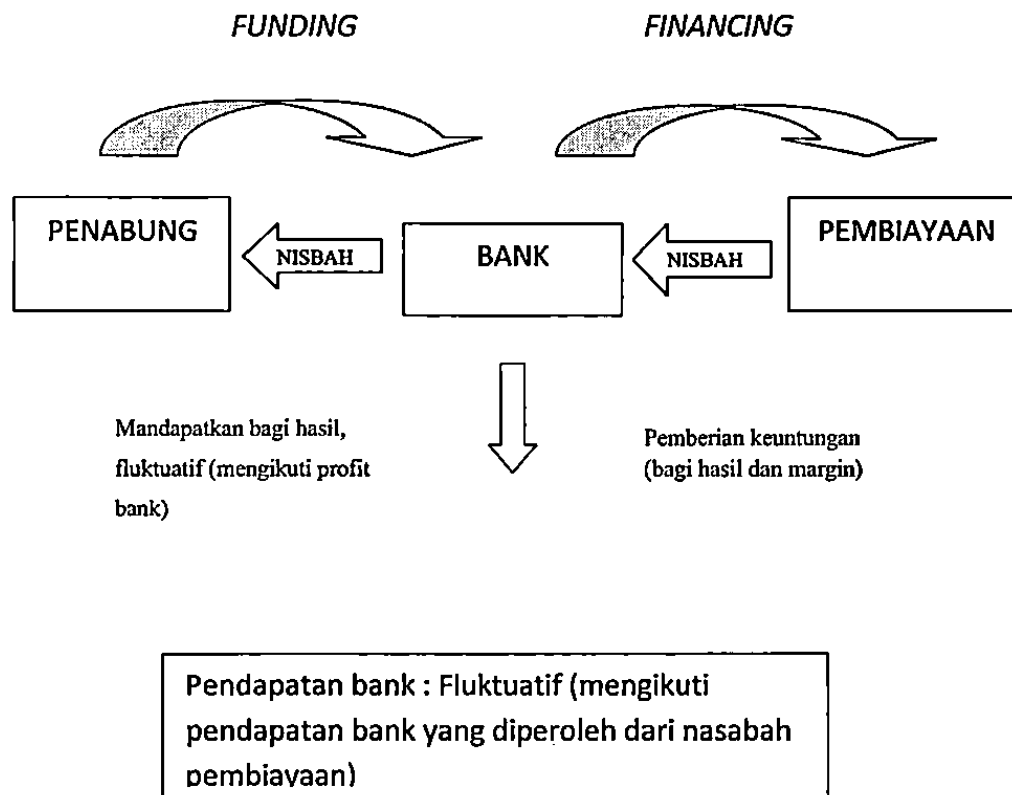 FUNDING
FINANCING
PENABUNG
NISBAH
BANK
NISBAH
PEMBIAYAAN
Mandapatkan bagi hasil,
fluktuatif (mengikuti profit
bank)
Pemberian keuntungan
(bagi hasil dan margin)
Pendapatan bank : Fluktuatif (mengikuti
pendapatan bank yang diperoleh dari nasabah
pembiayaan)